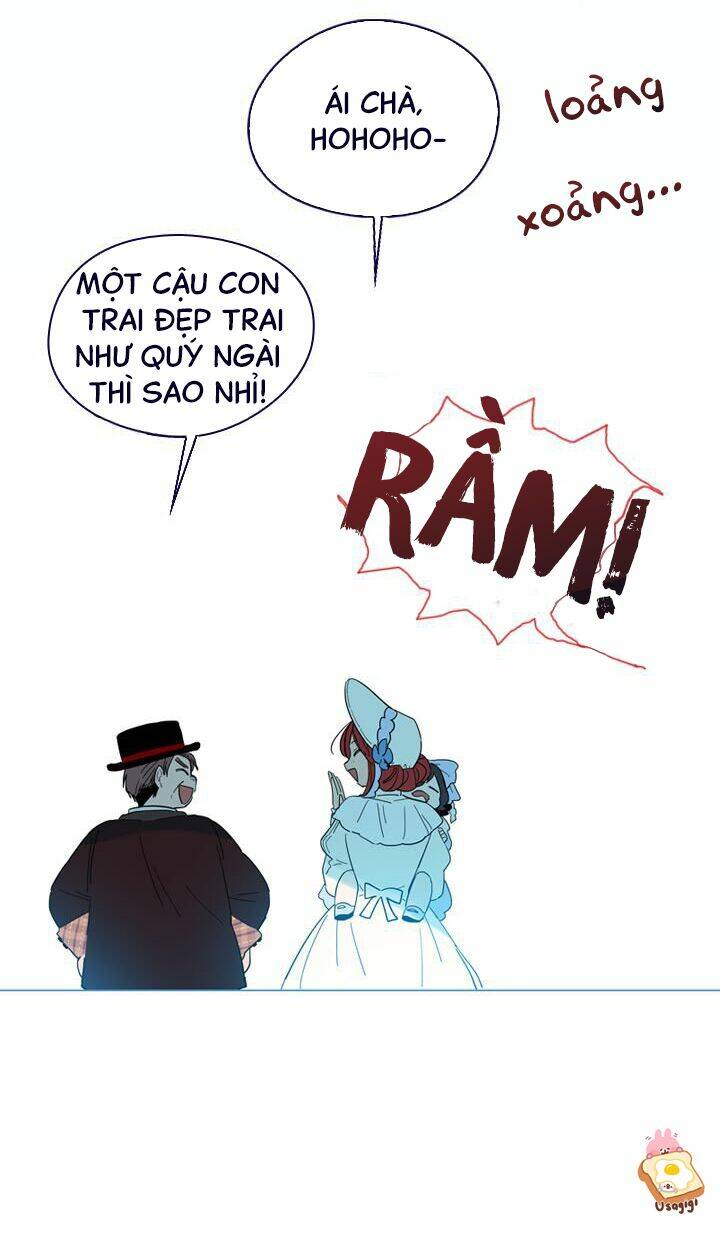 ÁI CHÀ,
HOHOHO-
loảng
xoảng...
MỘT CẬU CON
TRAI ĐẸP TRAI
NHƯ QUÝ NGÀI
THÌ SAO NHỈ!
RẦM!
Usagigi